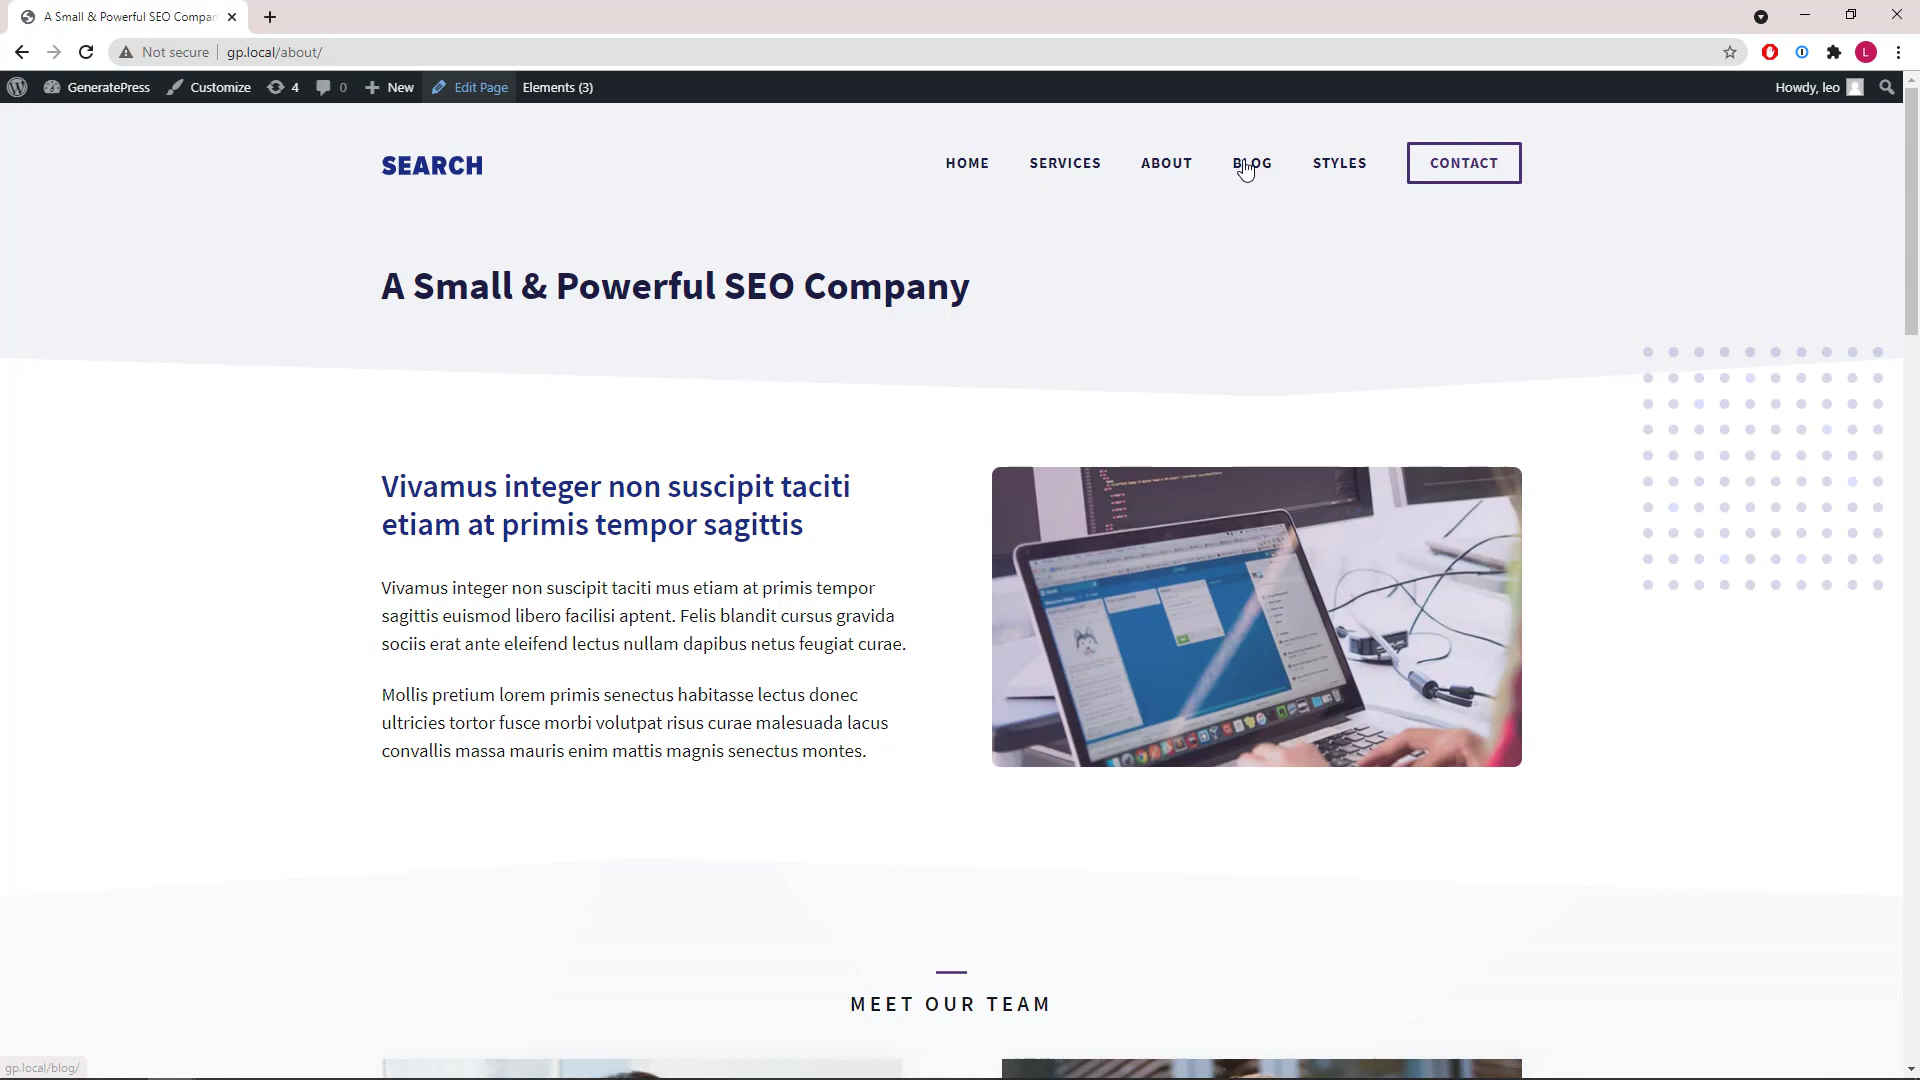 A Small & Powerful SEO Compan
Not secure
gp.local/about/
L
GeneratePress
Customize
4
0
New
Edit Page
Elements (3)
Howdy, leo
SEARCH
HOME
SERVICES
ABOUT
BLOG
STYLES
CONTACT
A Small & Powerful SEO Company
Vivamus integer non suscipit taciti
etiam at primis tempor sagittis
Vivamus integer non suscipit taciti mus etiam at primis tempor
sagittis euismod libero facilisi aptent. Felis blandit cursus gravida
sociis erat ante eleifend lectus nullam dapibus netus feugiat curae.
Mollis pretium lorem primis senectus habitasse lectus donec
ultricies tortor fusce morbi volutpat risus curae malesuada lacus
convallis massa mauris enim mattis magnis senectus montes.
MEET OUR TEAM
gp.local/blog/